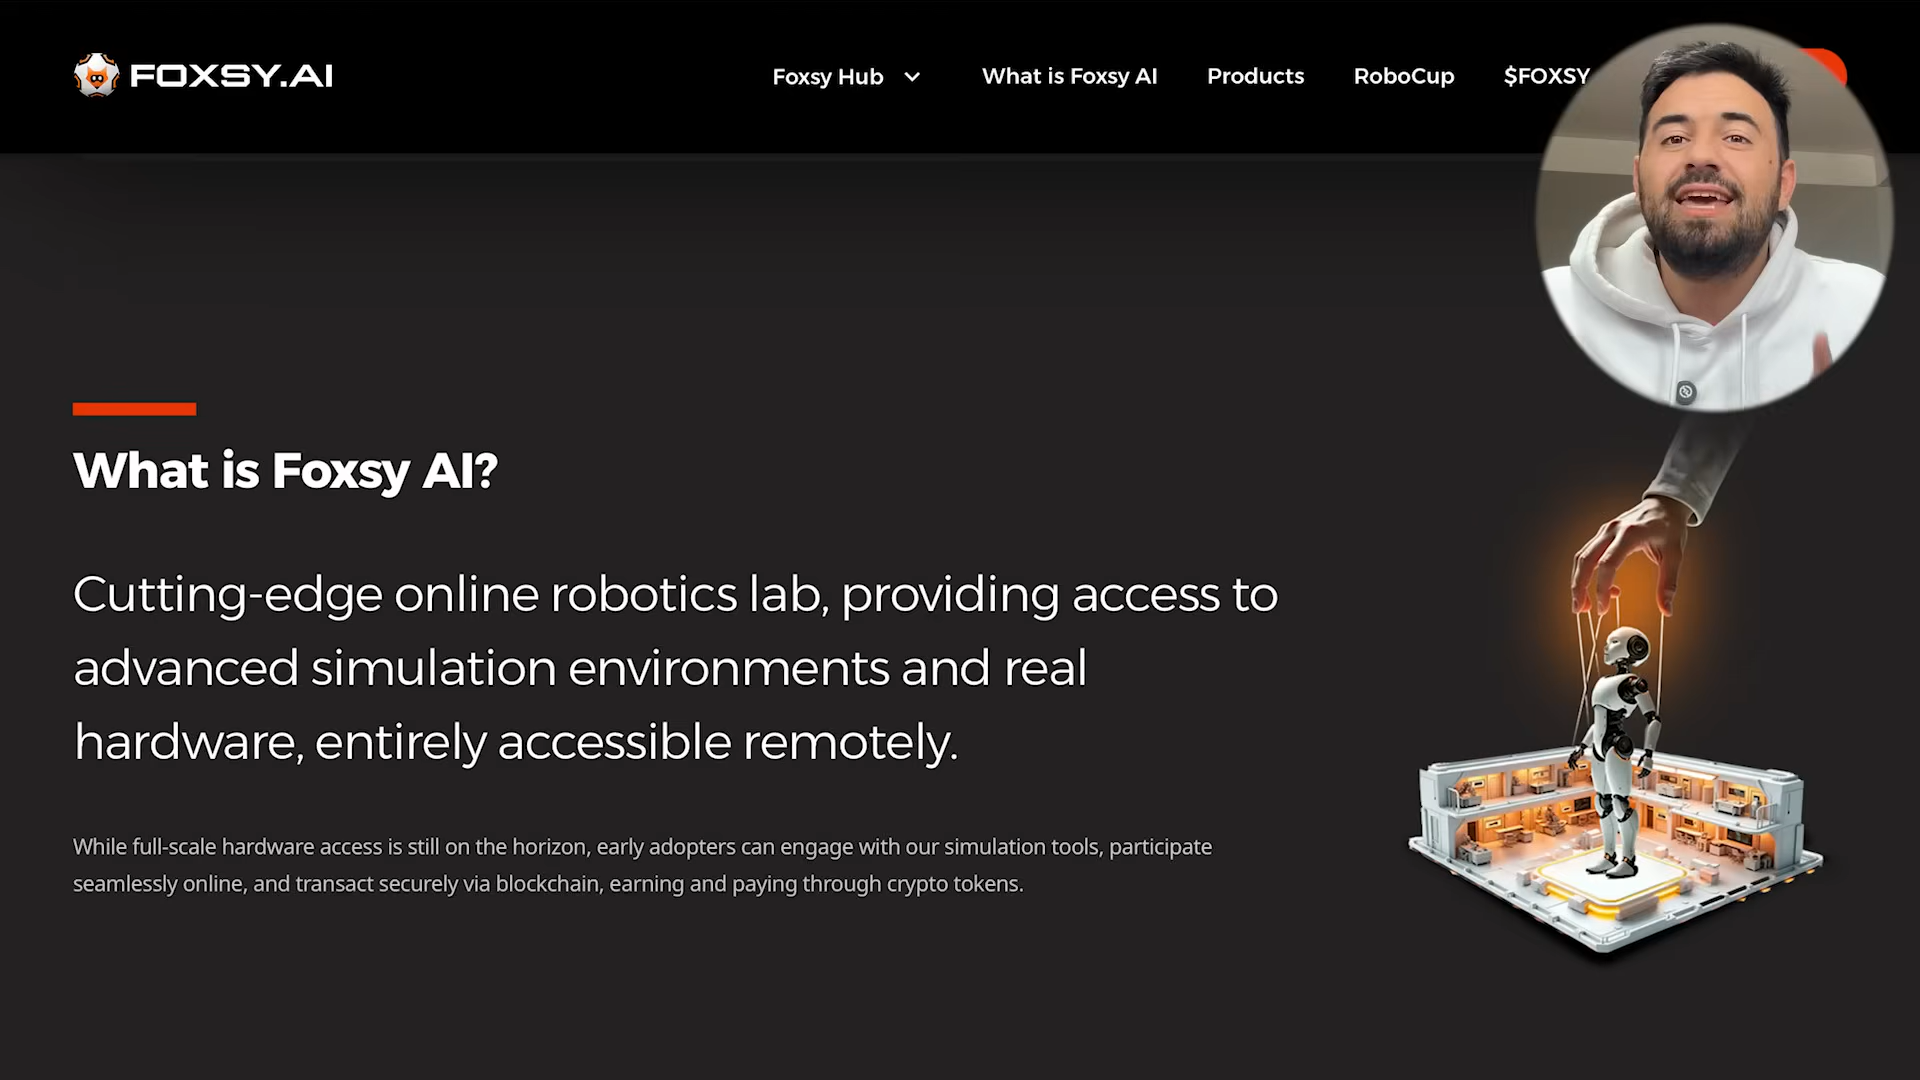 FOXSY.AI
Foxsy Hub
What is Foxsy AI
Products
RoboCup
$FOXSY
What is Foxsy AI?
Cutting-edge online robotics lab, providing access to
advanced simulation environments and real
hardware, entirely accessible remotely.
While full-scale hardware access is still on the horizon, early adopters can engage with our simulation tools, participate
seamlessly online, and transact securely via blockchain, earning and paying through crypto tokens.